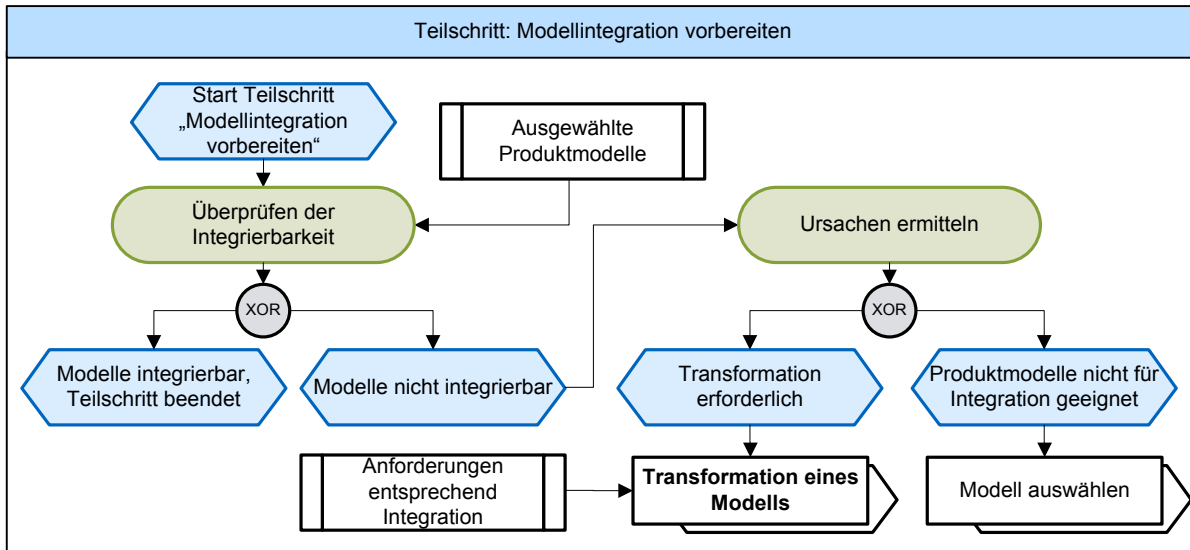 Teilschritt: Modellintegration vorbereiten
Start Teilschritt
„Modellintegration
vorbereiten“
Ausgewählte
Produktmodelle
Überprüfen der
Integrierbarkeit
Ursachen ermitteln
XOR
XOR
Modelle integrierbar,
Teilschritt beendet
Modelle nicht integrierbar
Transformation
erforderlich
Produktmodelle nicht für
Integration geeignet
Anforderungen
entsprechend
Integration
Transformation eines
Modells
Modell auswählen